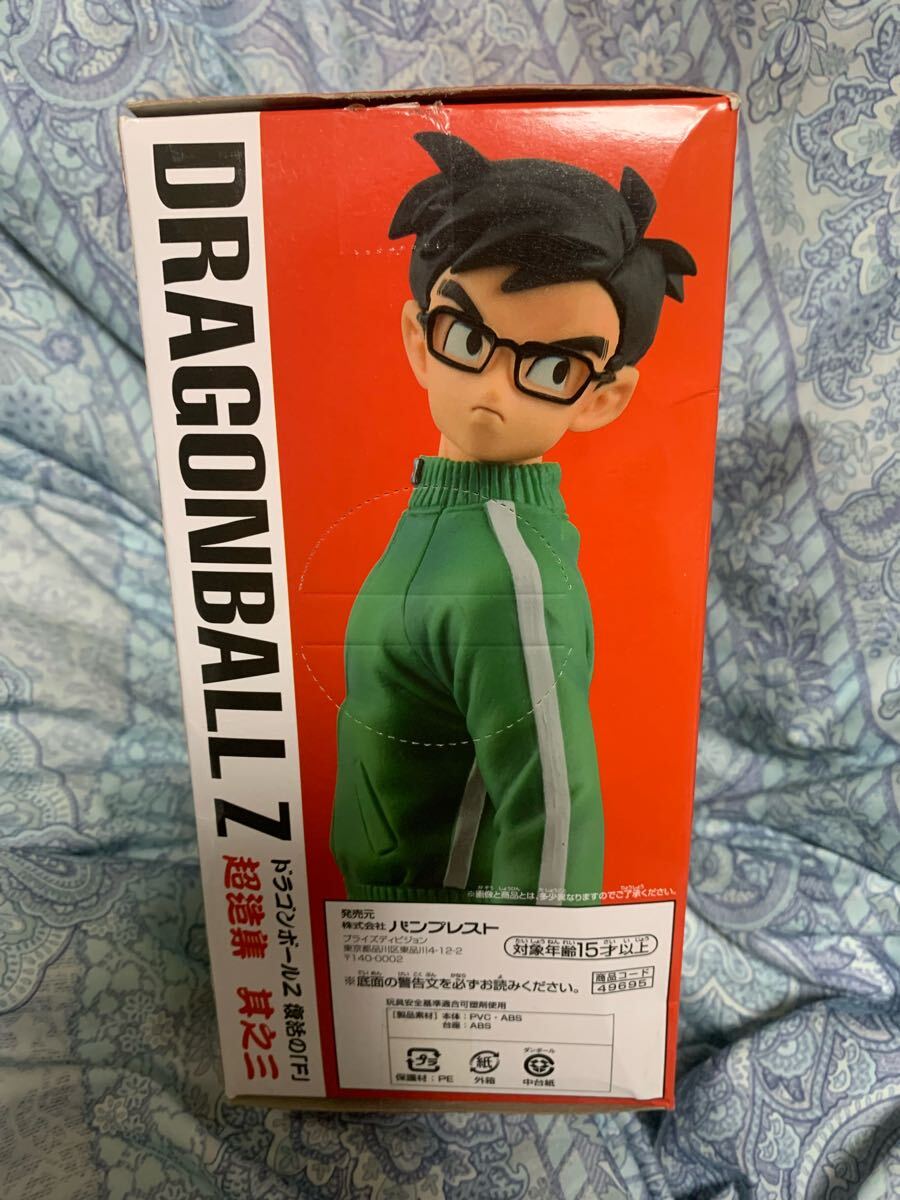 DRAGONBALL Z
ドラゴンボールZ 復活の「F」
超造集 其之三
※画像と商品とは、多少異なりますのでご了承ください。
発売元
株式会社 バンプレスト
プライズディビジョン
東京都品川区東品川4-12-2
〒140-0002
対象年齢15才以上
※底面の警告文を必ずお読みください。
商品コード
49695
玩具安全基準適合可塑剤使用
[製品素材] 本体：PVC・ABS
台座：ABS
プラ
保護材：PE
紙
外箱
ダンボール
中台紙